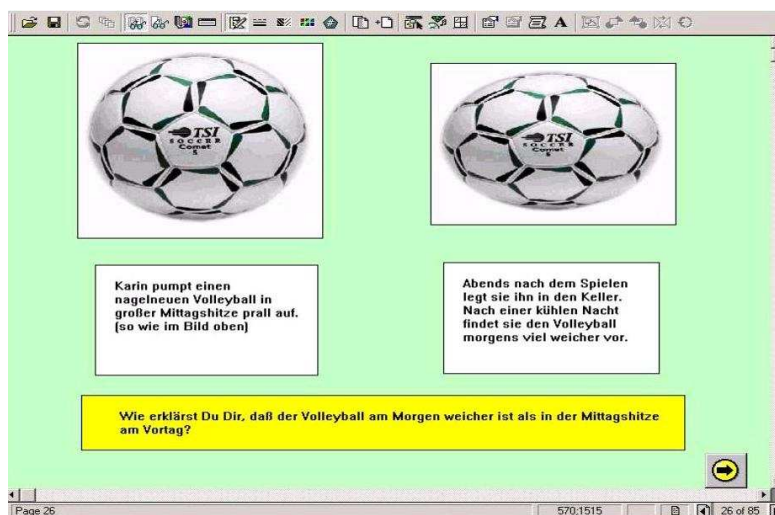 TSI
SOCCER
Comet
5
TSI
SOCCER
Comet
5
Karin pumpt einen
nagelneuen Volleyball in
großer Mittagshitze prall auf.
(so wie im Bild oben)
Abends nach dem Spielen
legt sie ihn in den Keller.
Nach einer kühlen Nacht
findet sie den Volleyball
morgens viel weicher vor.
Wie erklärst Du Dir, daß der Volleyball am Morgen weicher ist als in der Mittagshitze
am Vortag?
Page 26
570:1515
26 of 85